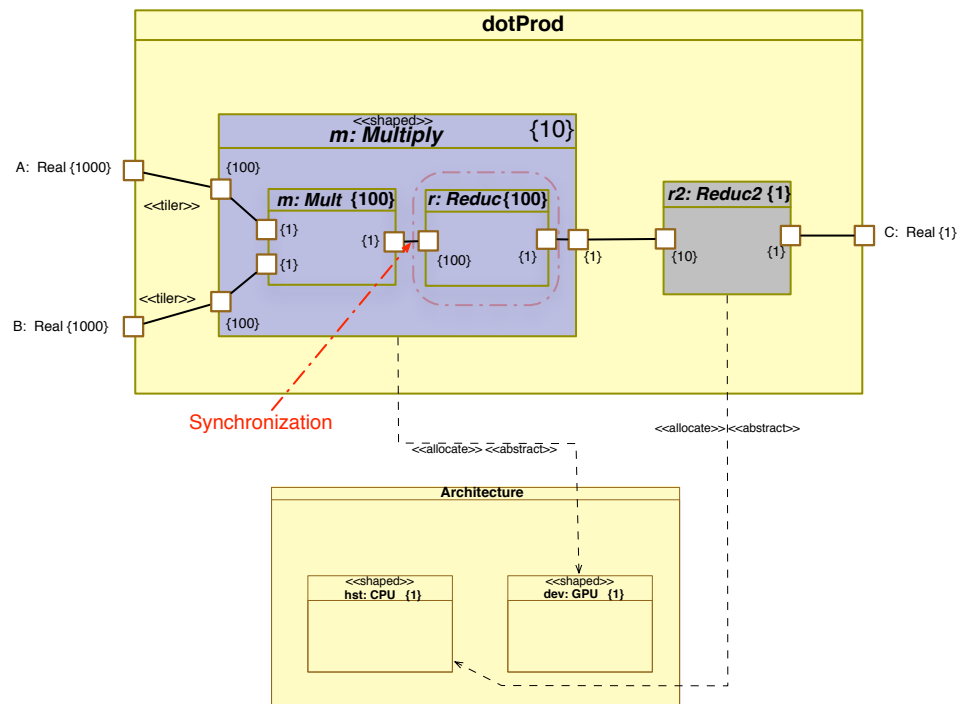 dotProd
<<shaped>>
m: Multiply
{10}
A: Real {1000}
{100}
<<tiler>>
m: Mult {100}
r: Reduc{100}
r2: Reduc2 {1}
{1}
{1}
{1}
{100}
{1}
{1}
{10}
{1}
C: Real {1}
<<tiler>>
B: Real {1000}
{100}
Synchronization
<<allocate>> <<abstract>>
<<allocate>> <<abstract>>
Architecture
<<shaped>>
hst: CPU {1}
<<shaped>>
dev: GPU {1}